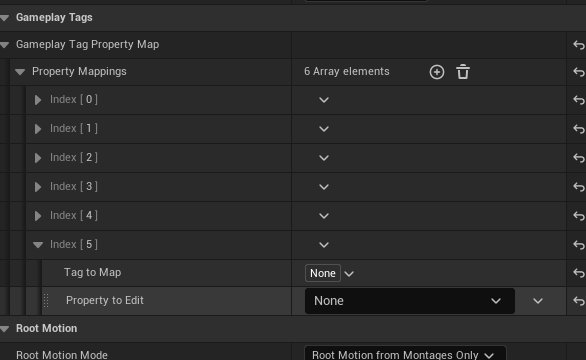 Gameplay Tags
Gameplay Tag Property Map
Property Mappings 6 Array elements
Index [ 0 ]
Index [ 1 ]
Index [ 2 ]
Index [ 3 ]
Index [ 4 ]
Index [ 5 ]
Tag to Map None
Property to Edit None
Root Motion
Root Motion Mode Root Motion from Montages Only